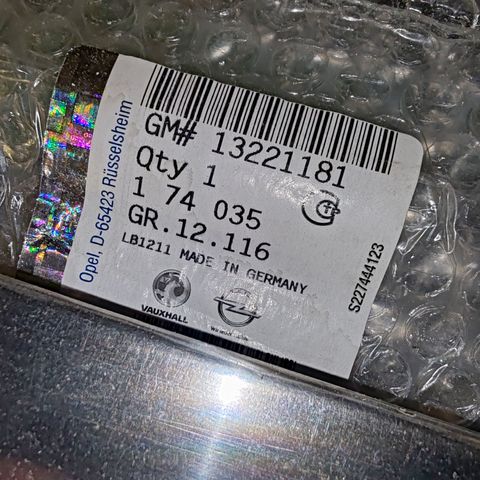 GM# 13221181
Qty 1
1 74 035
GR.12.116
LB1211 MADE IN GERMANY
VAUXHALL
Opel, D-65423 Rüsselsheim
S227444123